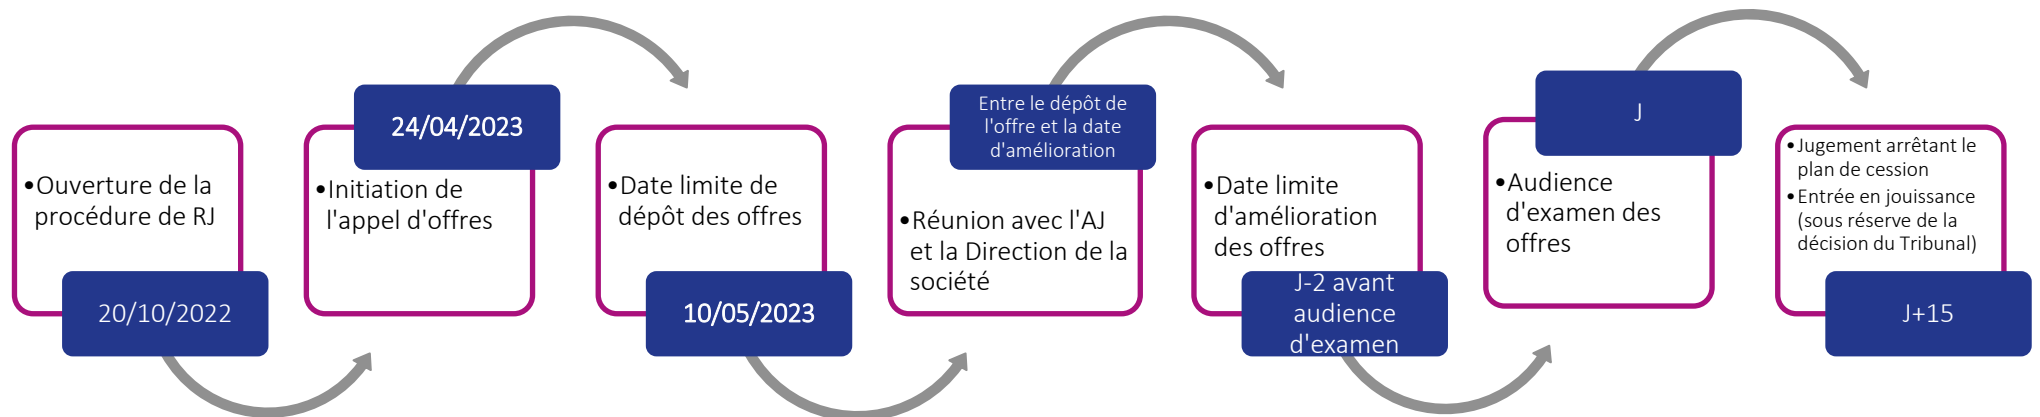 •Ouverture de la
procédure de RJ
20/10/2022
24/04/2023
•Initiation de
l'appel d'offres
•Date limite de
dépôt des offres
10/05/2023
Entre le dépôt de
l'offre et la date
d'amélioration
•Réunion avec l'AJ
et la Direction de la
société
•Date limite
d'amélioration
des offres
J-2 avant
audience
d'examen
J
•Audience
d'examen des
offres
•Jugement arrêtant le
plan de cession
•Entrée en jouissance
(sous réserve de la
décision du Tribunal)
J+15